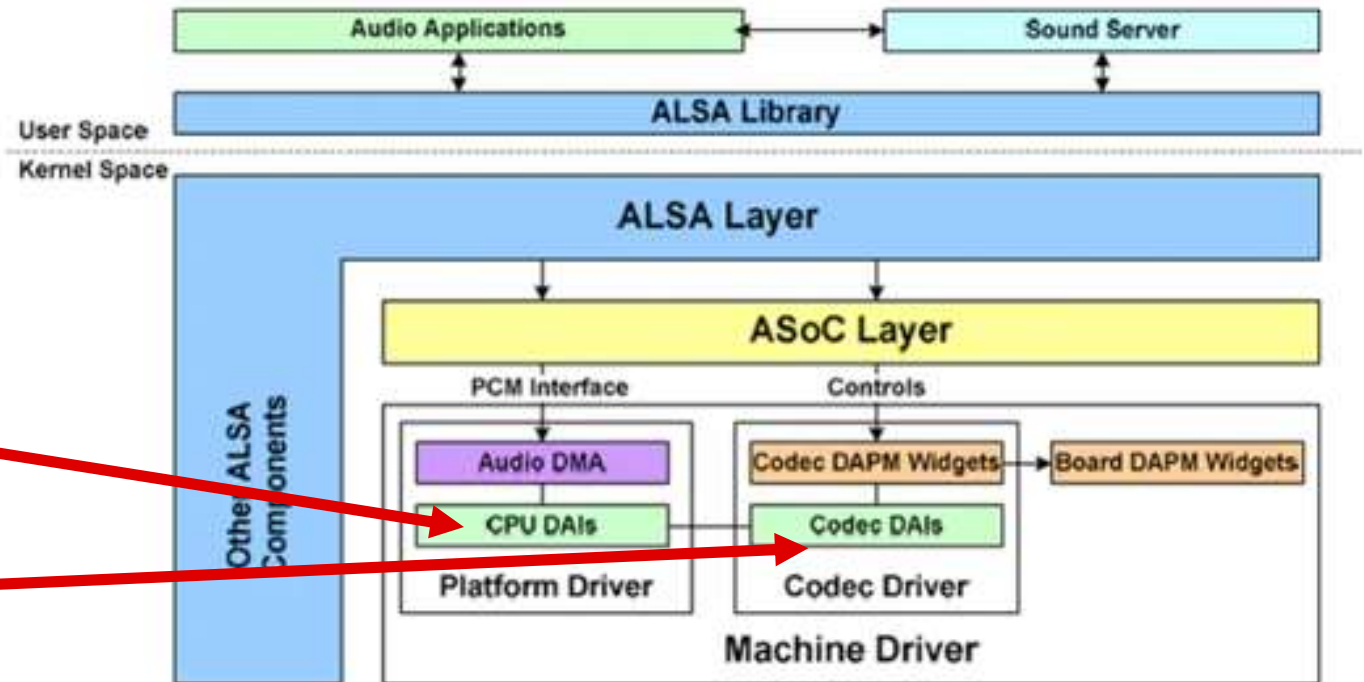 Audio Applications
Sound Server
ALSA Library
User Space
Kernel Space
ALSA Layer
ASoC Layer
PCM Interface
Controls
Other ALSA
Components
Audio DMA
Codec DAPM Widgets
Board DAPM Widgets
CPU DAIs
Codec DAIs
Platform Driver
Codec Driver
Machine Driver